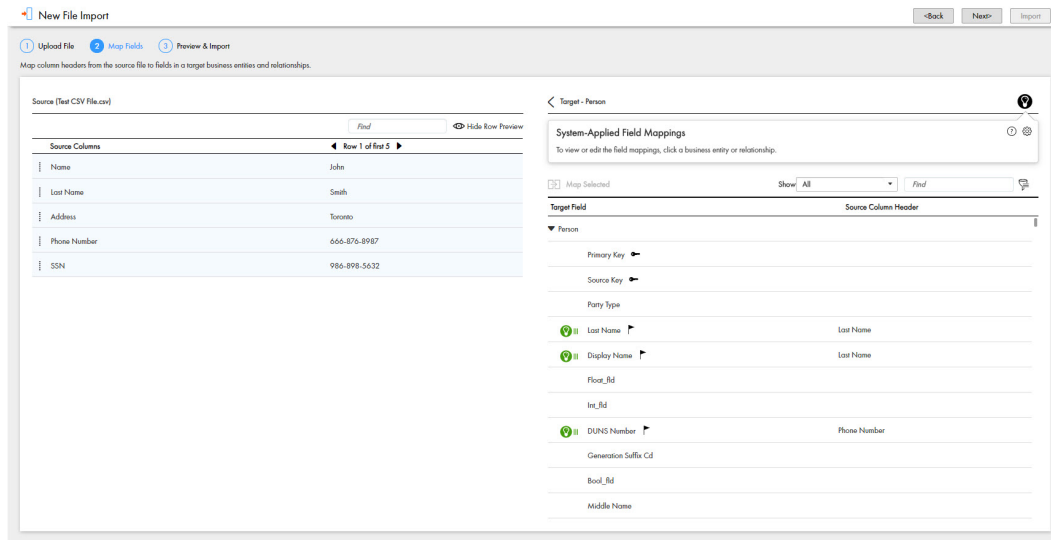 New File Import
<Back Next> Import
1 Upload File 2 Map Fields 3 Preview & Import
Map column headers from the source file to fields in a target business entities and relationships.
Source (Test CSV File.csv)
Find Hide Row Preview
Source Columns Row 1 of first 5
Name John
Last Name Smith
Address Toronto
Phone Number 666-876-8987
SSN 986-898-5632
Target - Person
System-Applied Field Mappings
To view or edit the field mappings, click a business entity or relationship.
Map Selected Show All Find
Target Field Source Column Header
Person
Primary Key
Source Key
Party Type
Last Name Last Name
Display Name Last Name
Float_fld
Int_fld
DUNS Number Phone Number
Generation Suffix Cd
Bool_fld
Middle Name